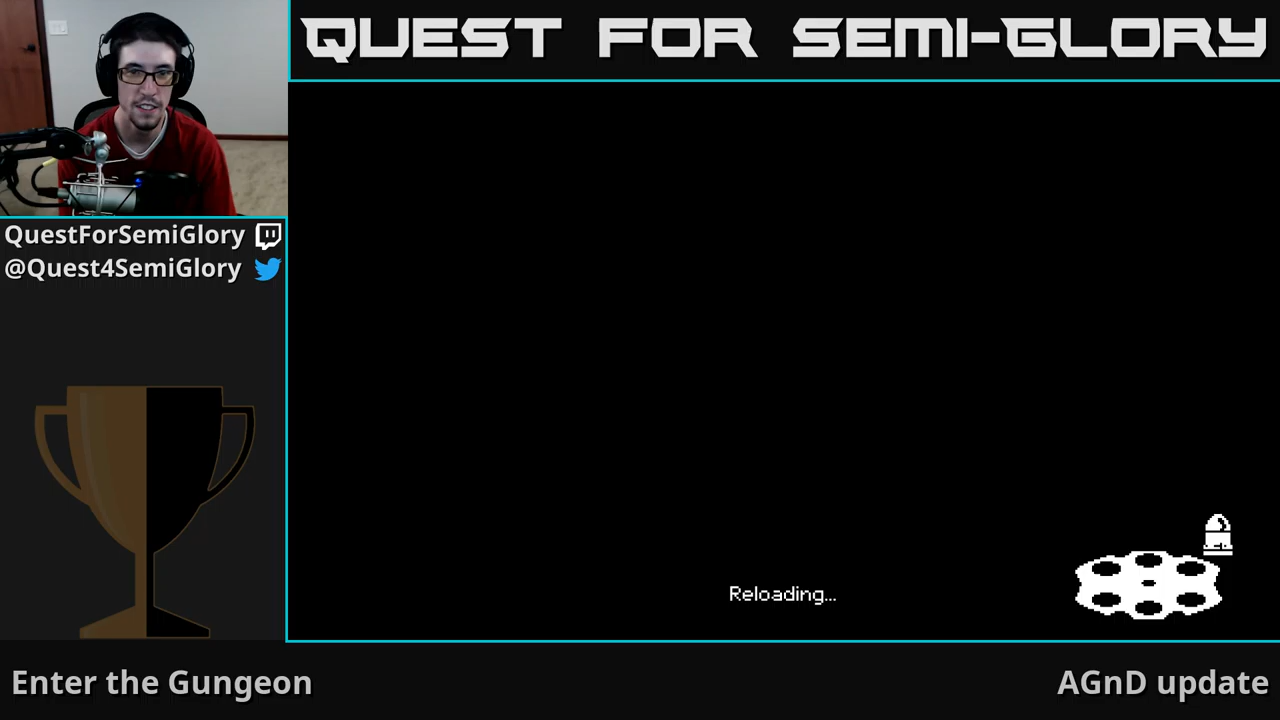 QUEST FOR SEMI-GLORY
QuestForSemiGlory
@Quest4SemiGlory
Reloading...
Enter the Gungeon
AGnD update